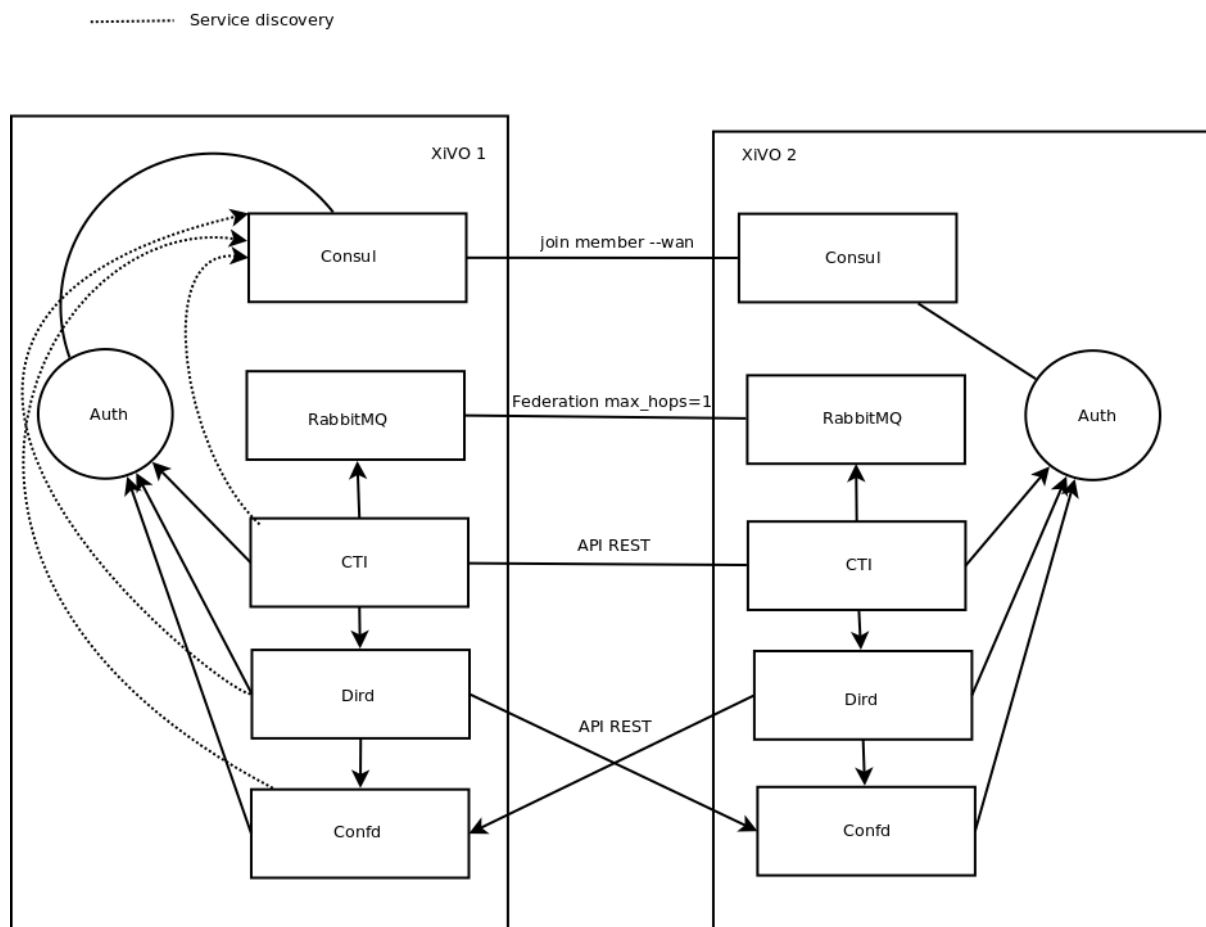 Service discovery
XiVO 1
XiVO 2
Consul
join member --wan
Consul
Auth
RabbitMQ
Federation max_hops=1
RabbitMQ
Auth
CTI
API REST
CTI
Dird
API REST
Dird
Confd
Confd